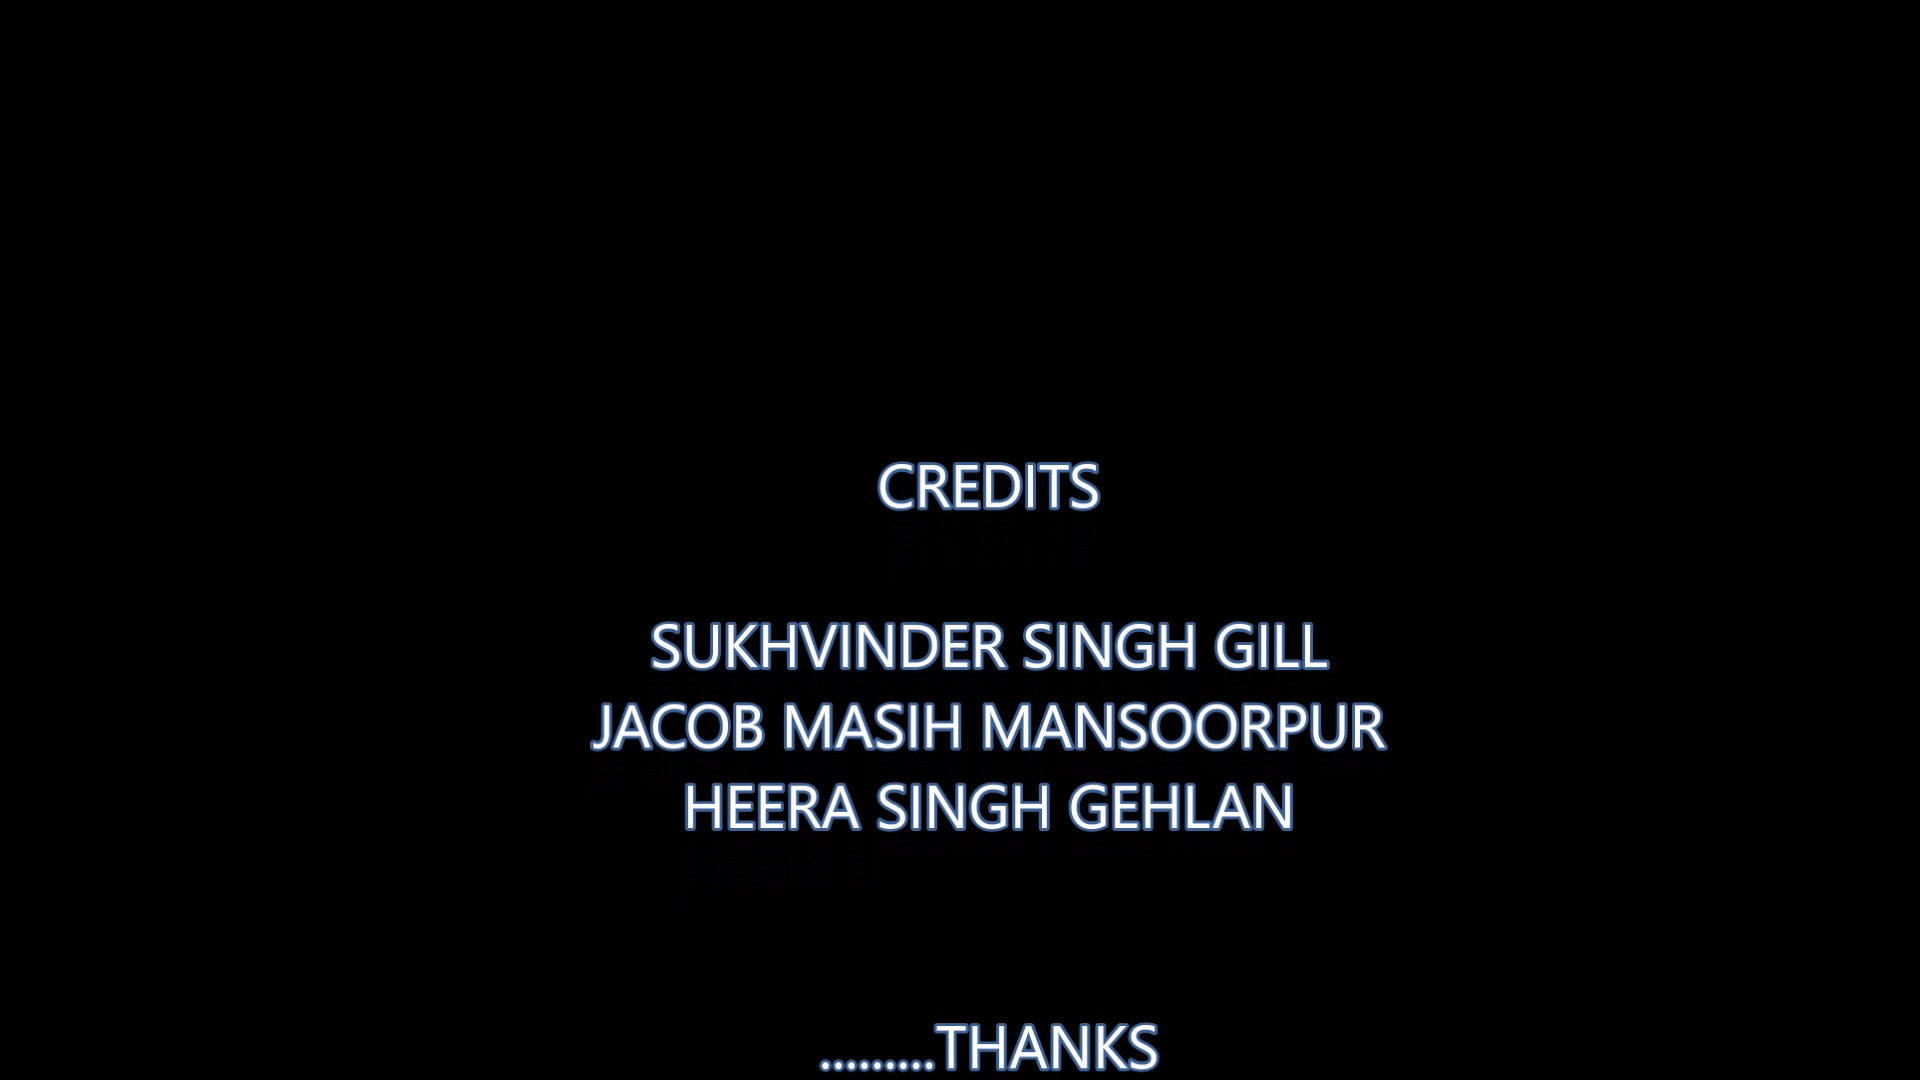 CREDITS
SUKHVINDER SINGH GILL
JACOB MASIH MANSOORPUR
HEERA SINGH GEHLAN
.........THANKS